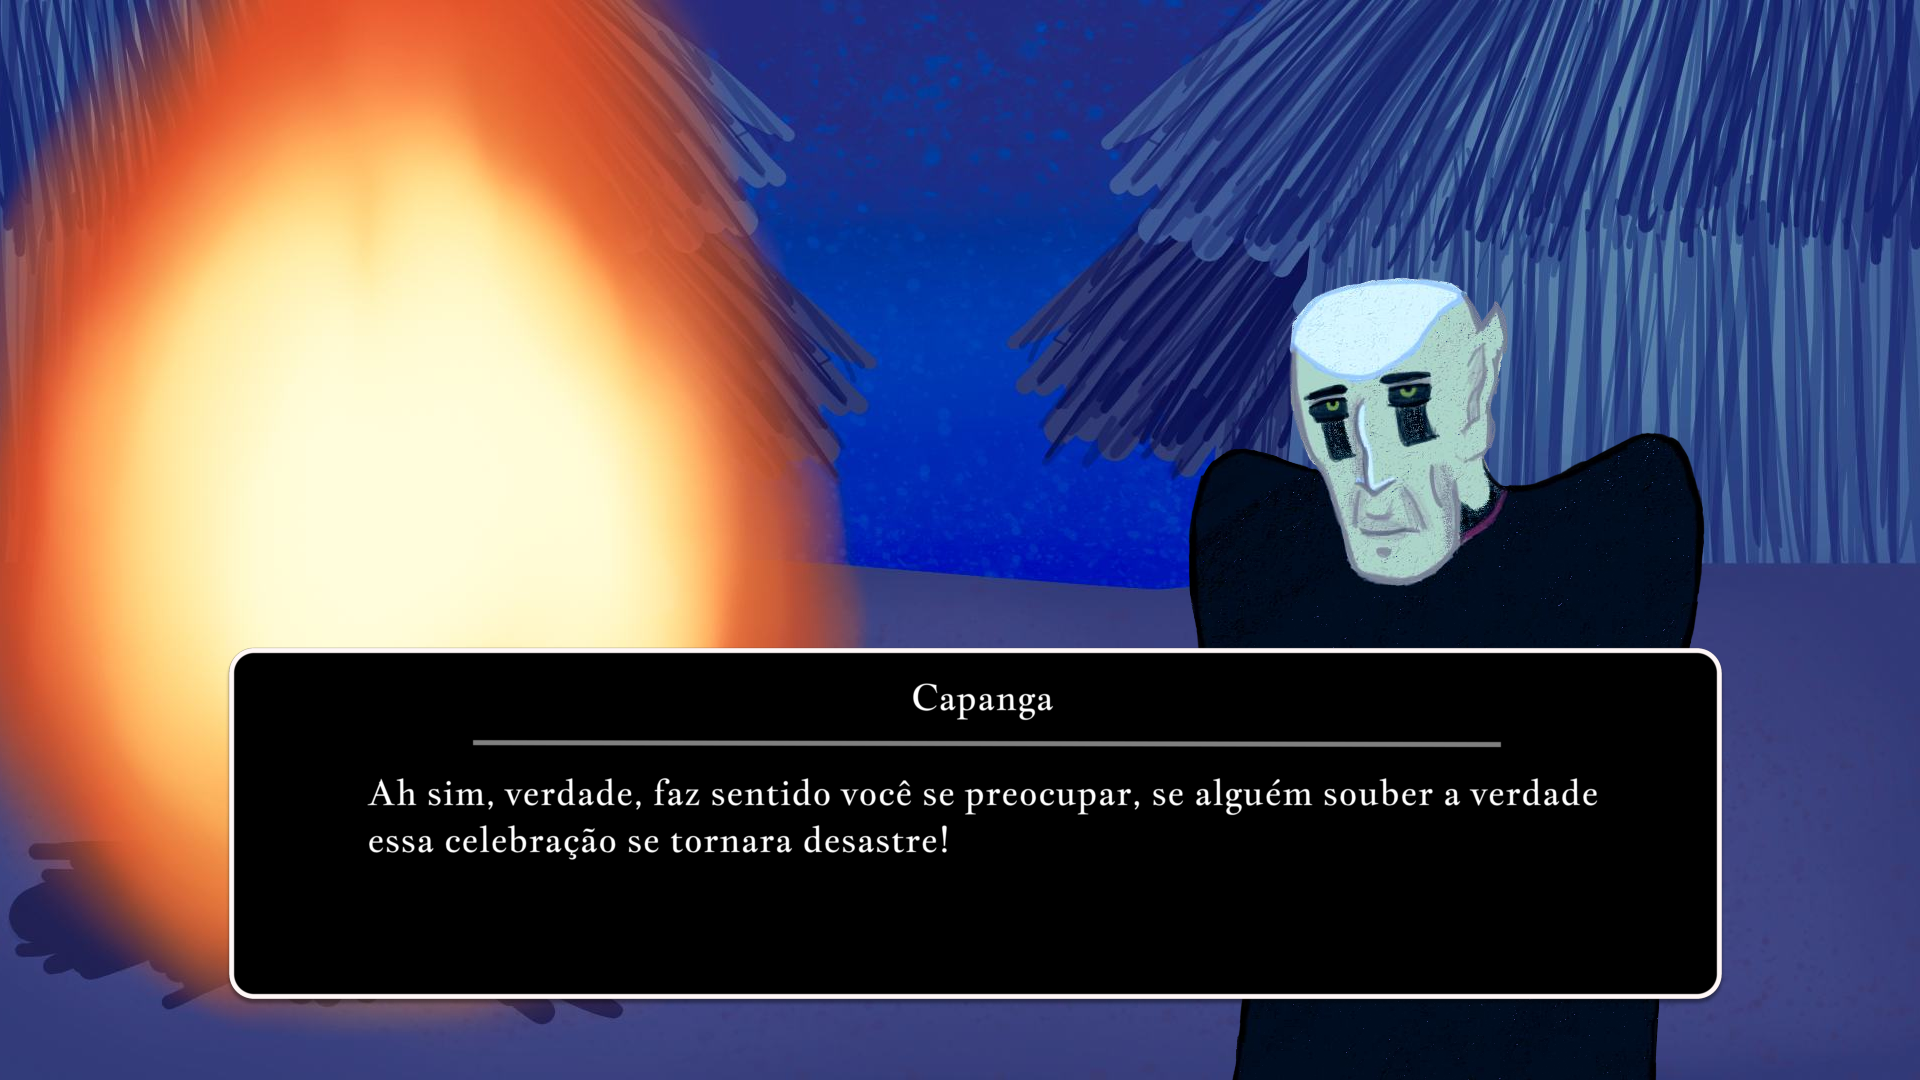 Capanga
Ah sim, verdade, faz sentido você se preocupar, se alguém souber a verdade
essa celebração se tornara desastre!